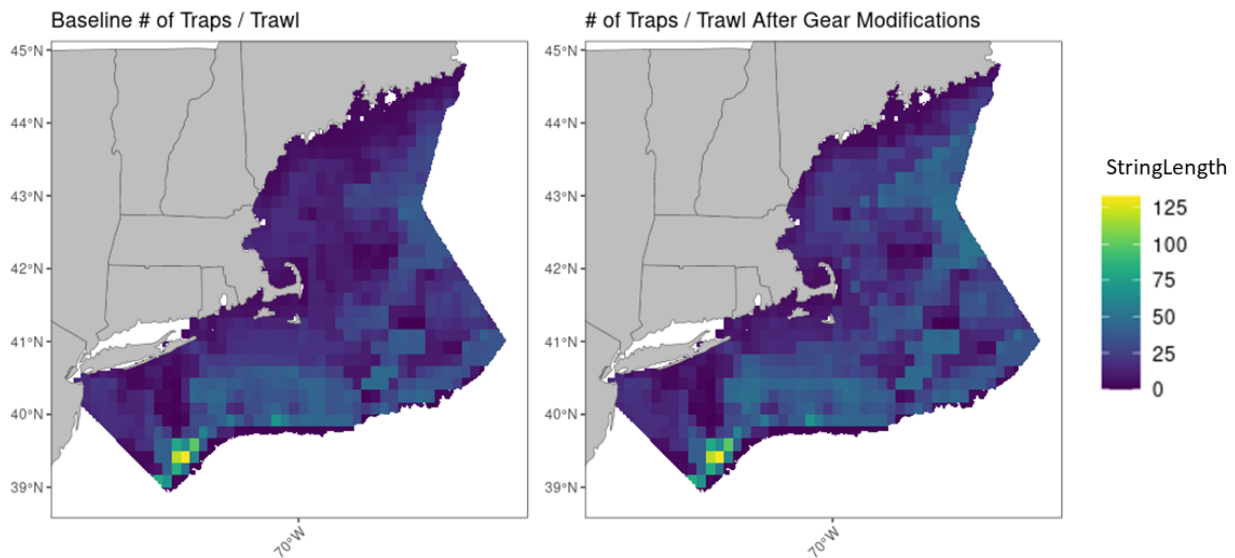 Baseline # of Traps / Trawl
# of Traps / Trawl After Gear Modifications
45°N
44°N
43°N
42°N
41°N
40°N
39°N
70°W
45°N
44°N
43°N
42°N
41°N
40°N
39°N
70°W
StringLength
125
100
75
50
25
0